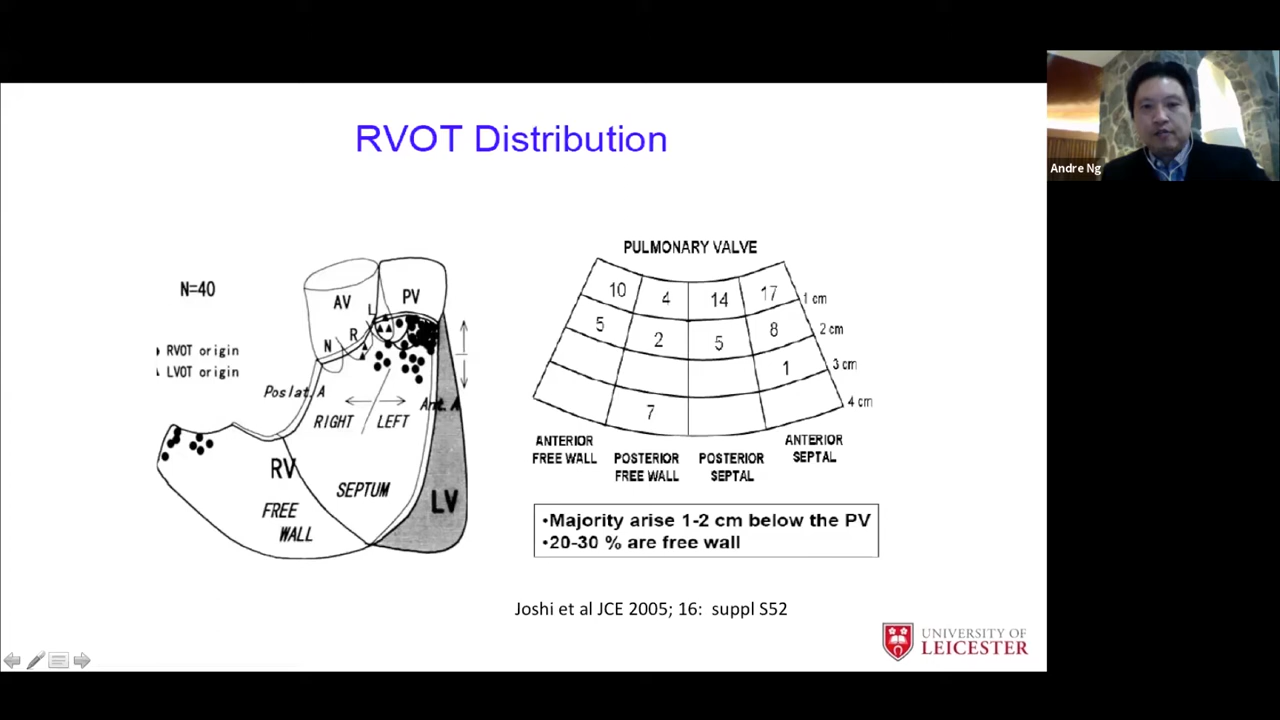 RVOT Distribution
Andre Ng
N=40
RVOT origin
LVOT origin
AV
PV
L
R
N
Poslat. A
Ant. A
RIGHT
LEFT
RV
SEPTUM
FREE
WALL
LV
PULMONARY VALVE
10 4 14 17 1 cm
5 2 5 8 2 cm
1 3 cm
7 4 cm
ANTERIOR
FREE WALL
POSTERIOR
FREE WALL
POSTERIOR
SEPTAL
ANTERIOR
SEPTAL
•Majority arise 1-2 cm below the PV
•20-30 % are free wall
Joshi et al JCE 2005; 16: suppl S52
UNIVERSITY OF
LEICESTER